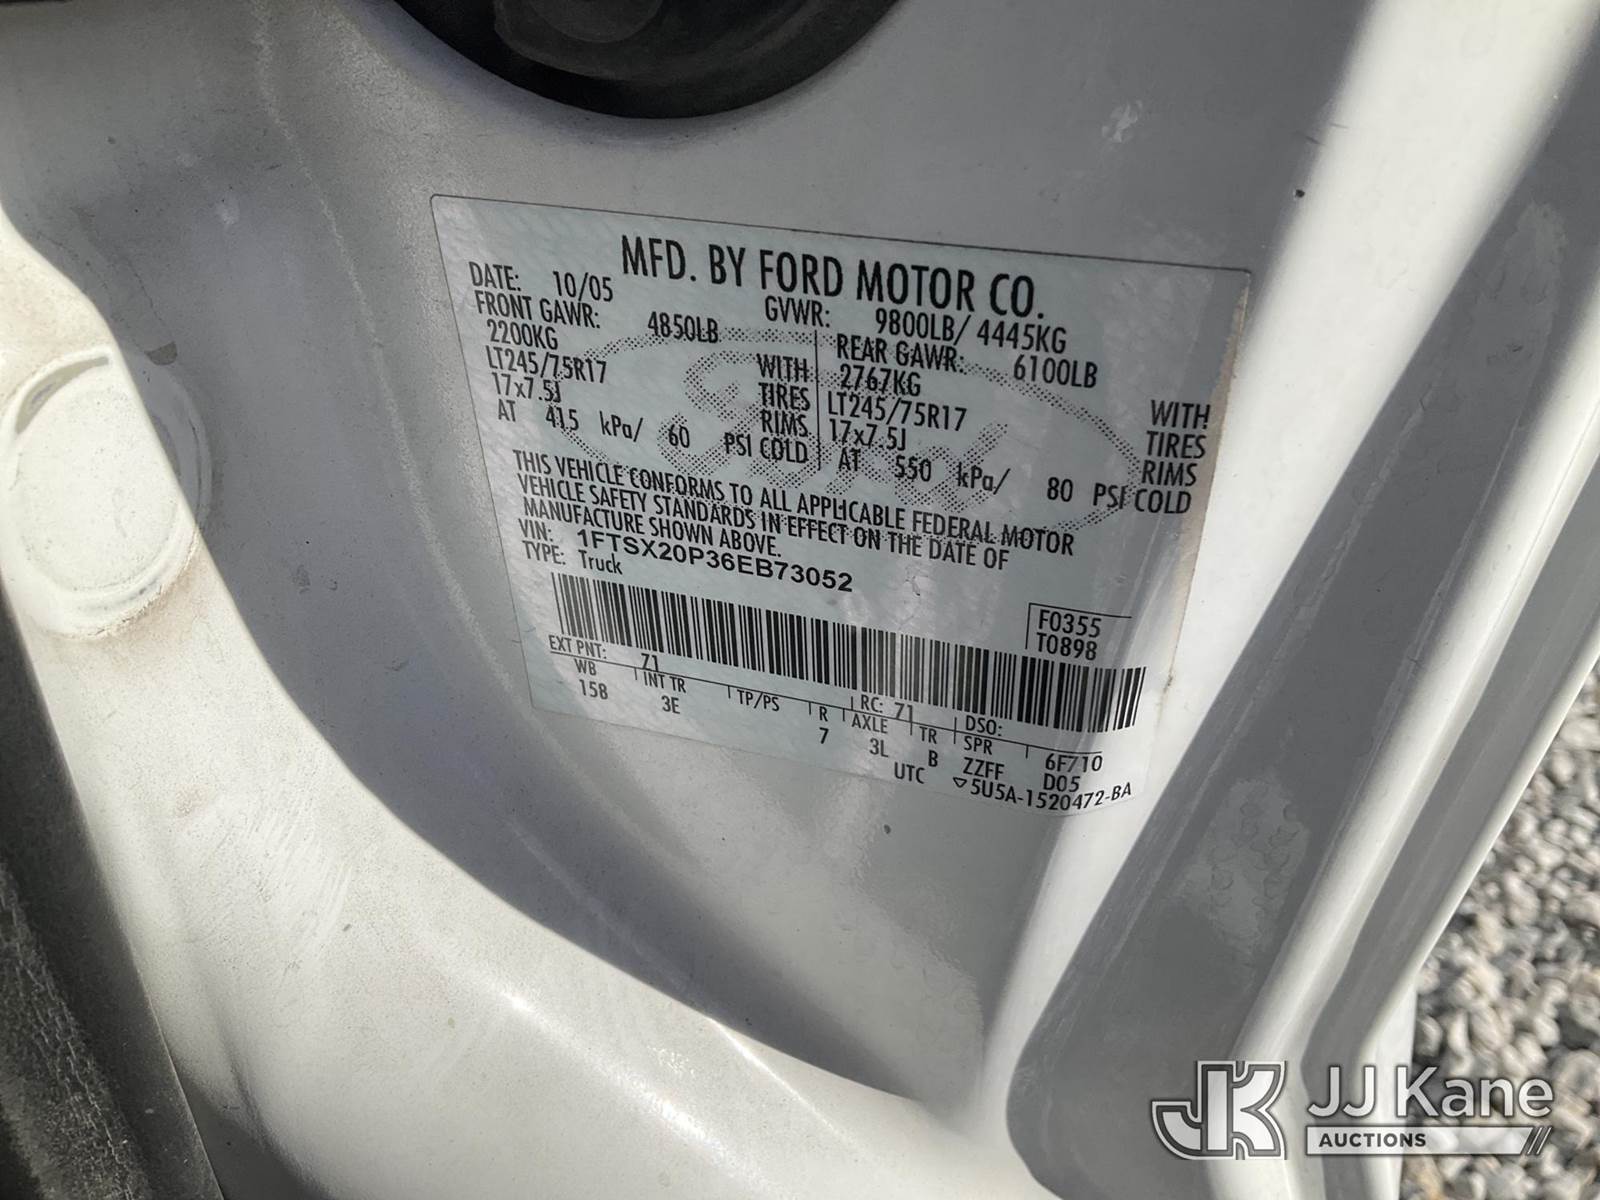 MFD. BY FORD MOTOR CO.
DATE: 10/05 GVWR: 9800LB/ 4445KG
FRONT GAWR: 4850LB REAR GAWR: 6100LB
2200KG WITH 2767KG WITH
LT245/75R17 TIRES LT245/75R17 TIRES
17x7.5J RIMS 17x7.5J RIMS
AT 415 kPa/ 60 PSI COLD AT 550 kPa/ 80 PSI COLD
THIS VEHICLE CONFORMS TO ALL APPLICABLE FEDERAL MOTOR
VEHICLE SAFETY STANDARDS IN EFFECT ON THE DATE OF
MANUFACTURE SHOWN ABOVE.
VIN: 1FTSX20P36EB73052
TYPE: Truck
F0355
T0898
EXT PNT: 71 RC: 71 DSO:
WB INT TR TP/PS R AXLE TR SPR 6F710
158 3E 7 3L B ZZFF D05
UTC ▽5U5A-1520472-BA
JK JJ Kane
AUCTIONS